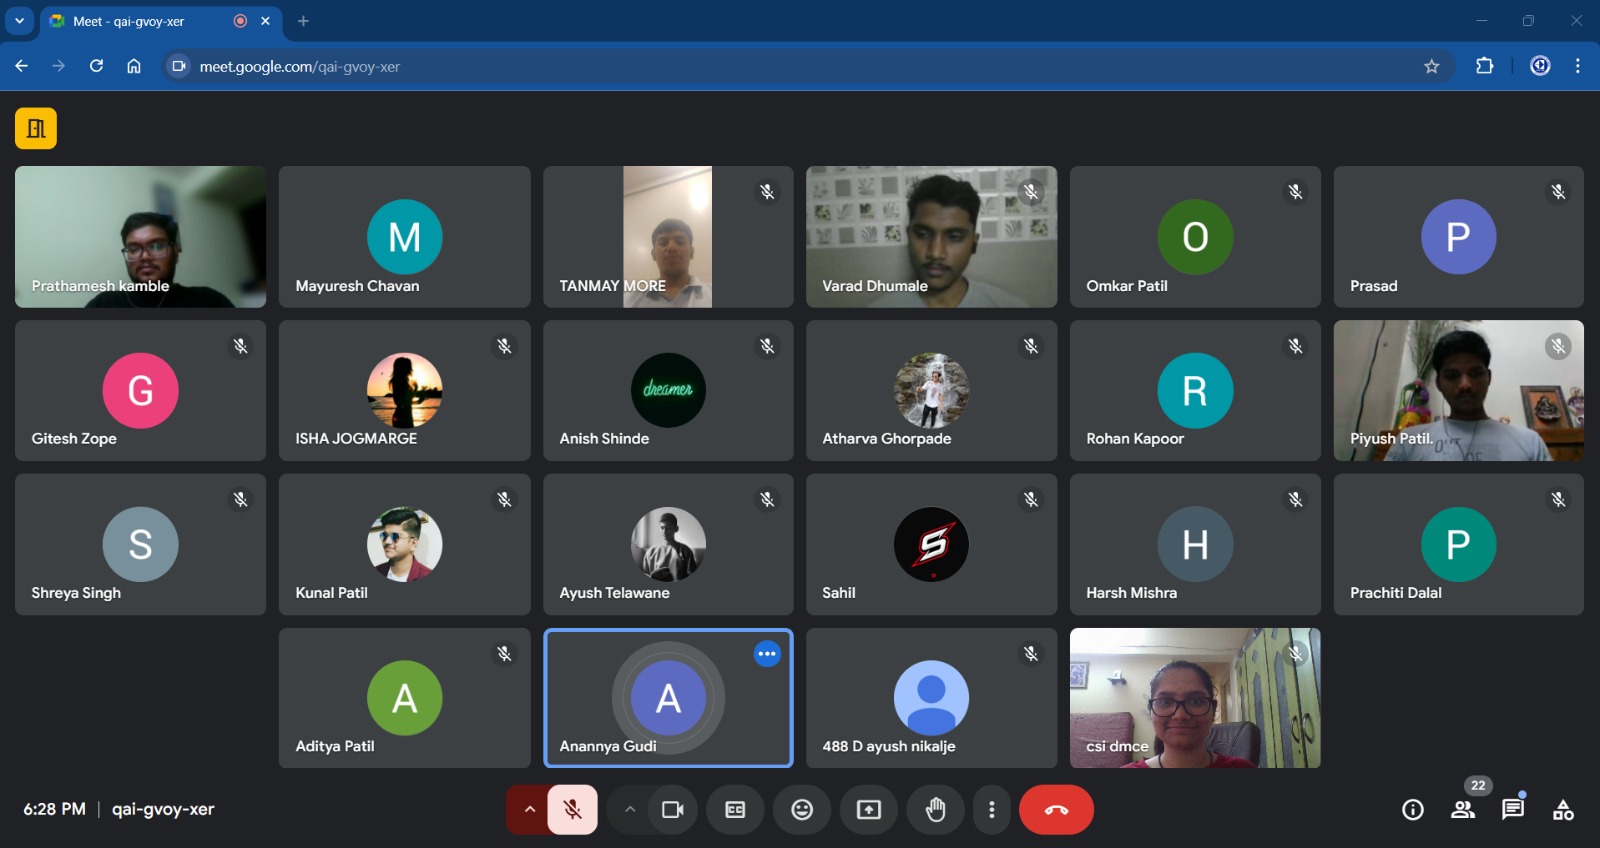 Meet - qai-gvoy-xer
meet.google.com/qai-gvoy-xer
Prathamesh kamble
M
Mayuresh Chavan
TANMAY MORE
Varad Dhumale
O
Omkar Patil
P
Prasad
G
Gitesh Zope
ISHA JOGMARGE
dreamer
Anish Shinde
Atharva Ghorpade
R
Rohan Kapoor
Piyush Patil.
S
Shreya Singh
Kunal Patil
Ayush Telawane
S
Sahil
H
Harsh Mishra
P
Prachiti Dalal
A
Aditya Patil
A
Anannya Gudi
488 D ayush nikalje
csi dmce
6:28 PM | qai-gvoy-xer
CC
22